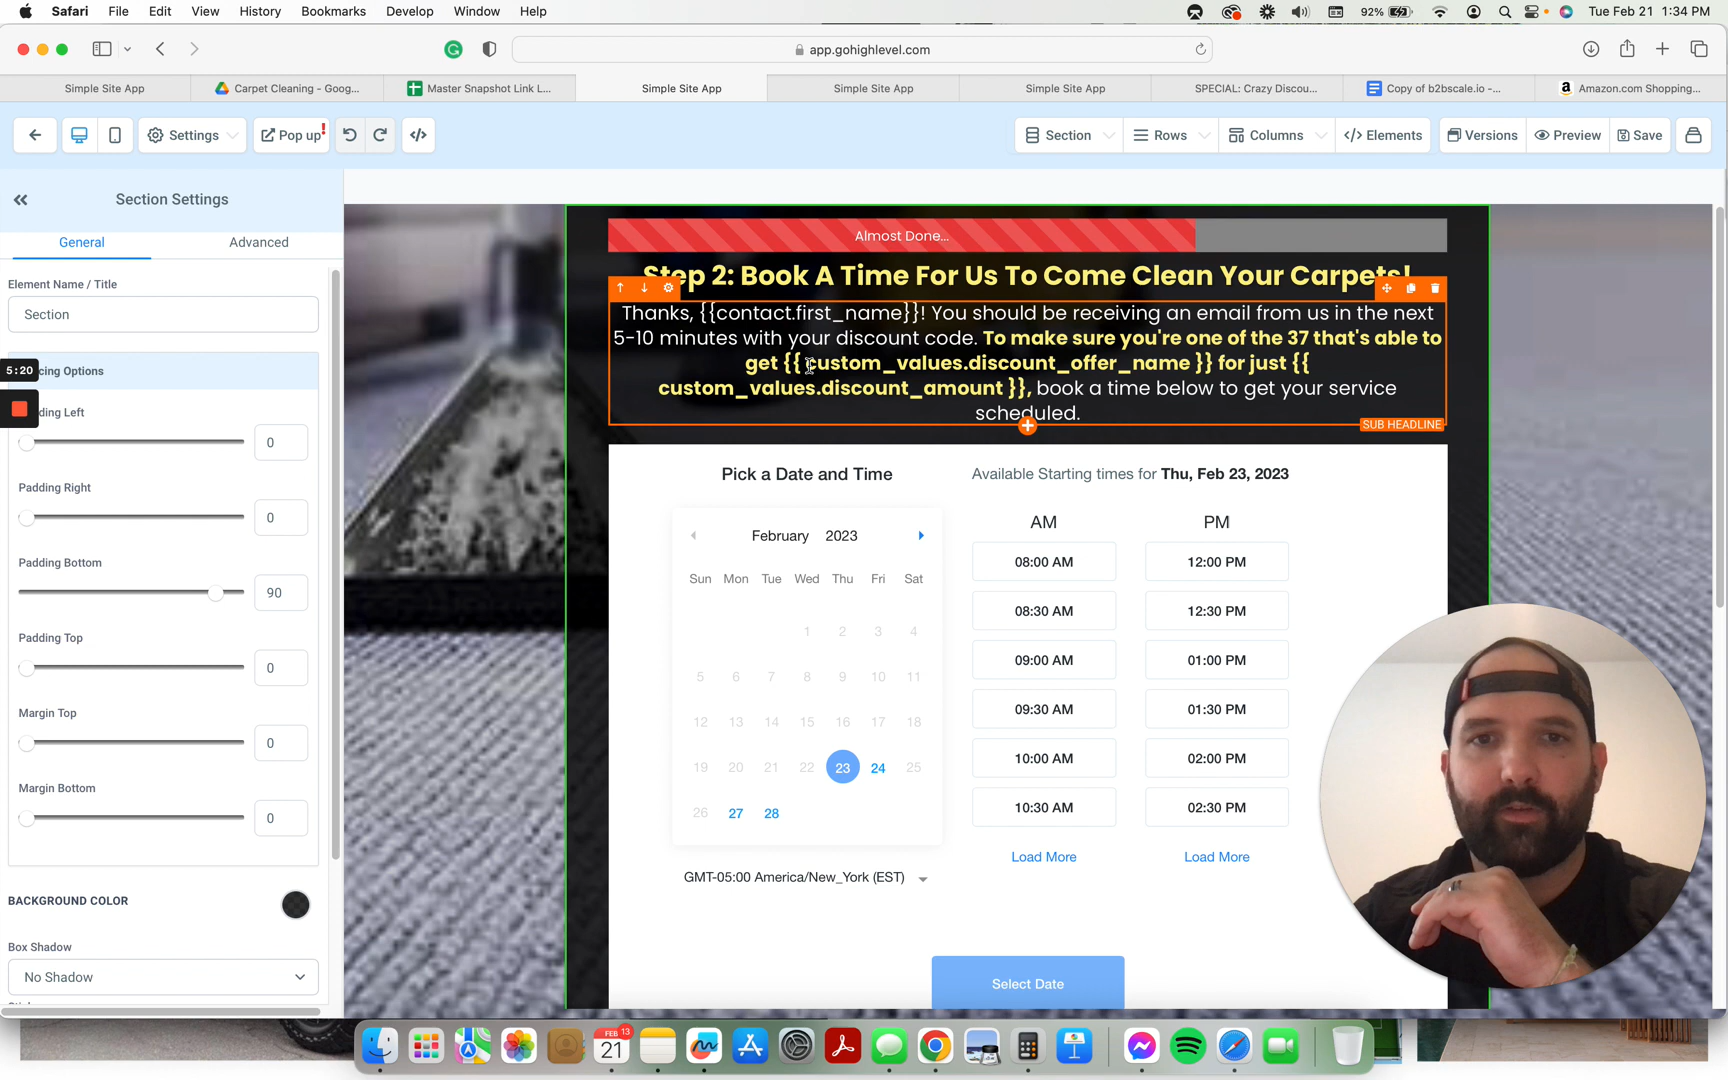 Safari File Edit View History Bookmarks Develop Window Help 92% Tue Feb 21 1:34 PM
app.gohighlevel.com
Simple Site App Carpet Cleaning - Goog... Master Snapshot Link L... Simple Site App Simple Site App Simple Site App SPECIAL: Crazy Discou... Copy of b2bscale.io -... Amazon.com Shopping...
Settings Pop up! Section Rows Columns </> Elements Versions Preview Save
Section Settings
General Advanced
Element Name / Title
Section
5:20
cing Options
ding Left
0
Padding Right
0
Padding Bottom
90
Padding Top
0
Margin Top
0
Margin Bottom
0
BACKGROUND COLOR
Box Shadow
No Shadow
Almost Done...
Step 2: Book A Time For Us To Come Clean Your Carpets!
Thanks, {{contact.first_name}}! You should be receiving an email from us in the next
5-10 minutes with your discount code. To make sure you're one of the 37 that's able to
get {{ custom_values.discount_offer_name }} for just {{
custom_values.discount_amount }}, book a time below to get your service
scheduled.
SUB HEADLINE
Pick a Date and Time
February 2023
Sun Mon Tue Wed Thu Fri Sat
1 2 3 4
5 6 7 8 9 10 11
12 13 14 15 16 17 18
19 20 21 22 23 24 25
26 27 28
GMT-05:00 America/New_York (EST)
Available Starting times for Thu, Feb 23, 2023
AM PM
08:00 AM 12:00 PM
08:30 AM 12:30 PM
09:00 AM 01:00 PM
09:30 AM 01:30 PM
10:00 AM 02:00 PM
10:30 AM 02:30 PM
Load More Load More
Select Date
FEB 13
21